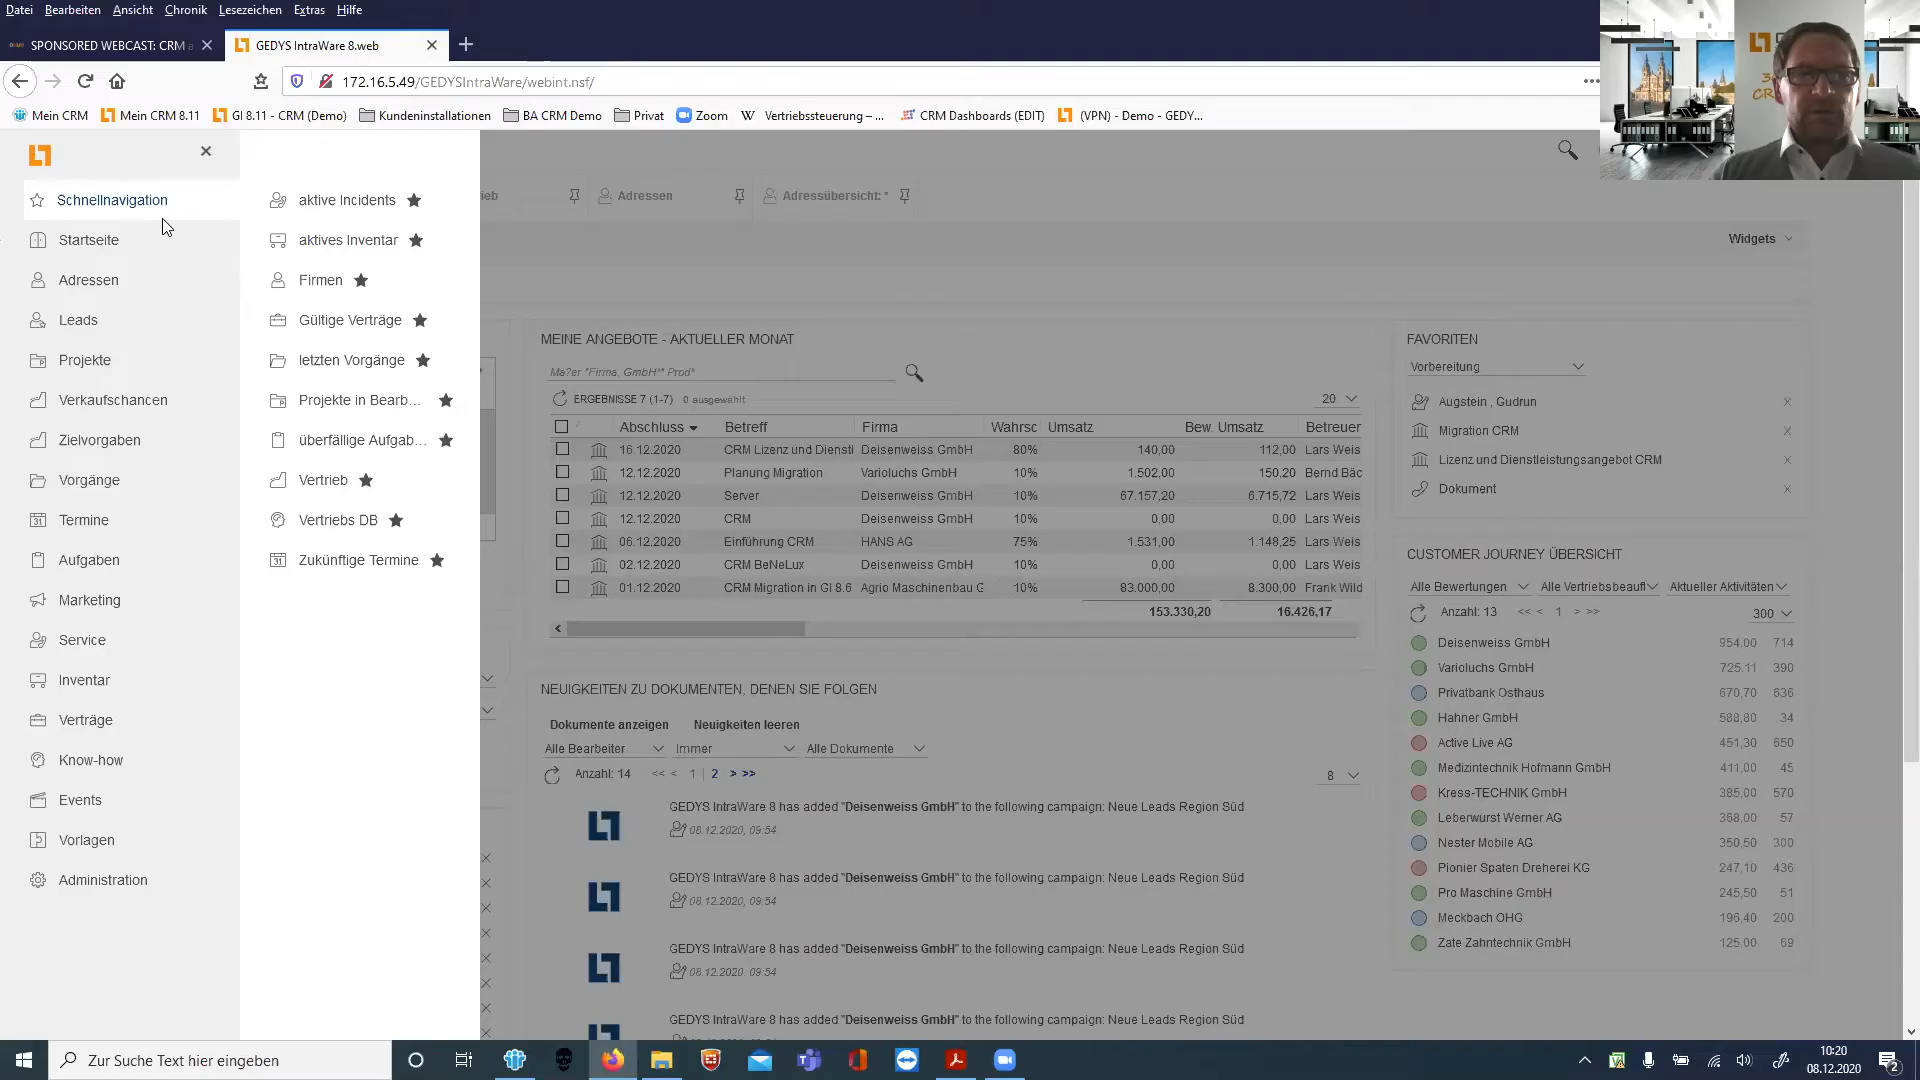 Datei Bearbeiten Ansicht Chronik Lesezeichen Extras Hilfe
SPONSORED WEBCAST: CRM
GEDYS IntraWare 8.web
172.16.5.49/GEDYSIntraWare/webint.nsf/
Mein CRM Mein CRM 8.11 GI 8.11 - CRM (Demo) Kundeninstallationen BA CRM Demo Privat Zoom Vertriebssteuerung – ... CRM Dashboards (EDIT) (VPN) - Demo - GEDY...
Schnellnavigation
Startseite
Adressen
Leads
Projekte
Verkaufschancen
Zielvorgaben
Vorgänge
Termine
Aufgaben
Marketing
Service
Inventar
Verträge
Know-how
Events
Vorlagen
Administration
aktive Incidents
aktives Inventar
Firmen
Gültige Verträge
letzten Vorgänge
Projekte in Bearb...
überfällige Aufgab...
Vertrieb
Vertriebs DB
Zukünftige Termine
Adressen
Adressübersicht: *
Widgets
MEINE ANGEBOTE - AKTUELLER MONAT
Ma?er *Firma, GmbH** Prod*
ERGEBNISSE 7 (1-7) 0 ausgewählt
20
Abschluss Betreff Firma Wahrsc Umsatz Bew. Umsatz Betreuer
16.12.2020 CRM Lizenz und Diensti Deisenweiss GmbH 80% 140,00 112,00 Lars Weis
12.12.2020 Planung Migration Varioluchs GmbH 10% 1.502,00 150,20 Bernd Bäc
12.12.2020 Server Deisenweiss GmbH 10% 67.157,20 6.715,72 Lars Weis
12.12.2020 CRM Deisenweiss GmbH 10% 0,00 0,00 Lars Weis
06.12.2020 Einführung CRM HANS AG 75% 1.531,00 1.148,25 Lars Weis
02.12.2020 CRM BeNeLux Deisenweiss GmbH 10% 0,00 0,00 Lars Weis
01.12.2020 CRM Migration in GI 8.6 Agrio Maschinenbau G 10% 83.000,00 8.300,00 Frank Wild
153.330,20 16.426,17
NEUIGKEITEN ZU DOKUMENTEN, DENEN SIE FOLGEN
Dokumente anzeigen Neuigkeiten leeren
Alle Bearbeiter Immer Alle Dokumente
Anzahl: 14 << < 1 | 2 > >> 8
GEDYS IntraWare 8 has added "Deisenweiss GmbH" to the following campaign: Neue Leads Region Süd
08.12.2020, 09:54
GEDYS IntraWare 8 has added "Deisenweiss GmbH" to the following campaign: Neue Leads Region Süd
08.12.2020, 09:54
GEDYS IntraWare 8 has added "Deisenweiss GmbH" to the following campaign: Neue Leads Region Süd
08.12.2020, 09:54
GEDYS IntraWare 8 has added "Deisenweiss GmbH" to the following campaign: Neue Leads Region Süd
FAVORITEN
Vorbereitung
Augstein , Gudrun
Migration CRM
Lizenz und Dienstleistungsangebot CRM
Dokument
CUSTOMER JOURNEY ÜBERSICHT
Alle Bewertungen Alle Vertriebsbeauft Aktueller Aktivitäten
Anzahl: 13 << < 1 > >> 300
Deisenweiss GmbH 954,00 714
Varioluchs GmbH 725,11 390
Privatbank Osthaus 670,70 636
Hahner GmbH 588,80 34
Active Live AG 451,30 650
Medizintechnik Hofmann GmbH 411,00 45
Kress-TECHNIK GmbH 385,00 570
Leberwurst Werner AG 368,00 57
Nester Mobile AG 350,50 300
Pionier Spaten Dreherei KG 247,10 436
Pro Maschine GmbH 245,50 51
Meckbach OHG 196,40 200
Zate Zahntechnik GmbH 125,00 69
Zur Suche Text hier eingeben
10:20
08.12.2020
2